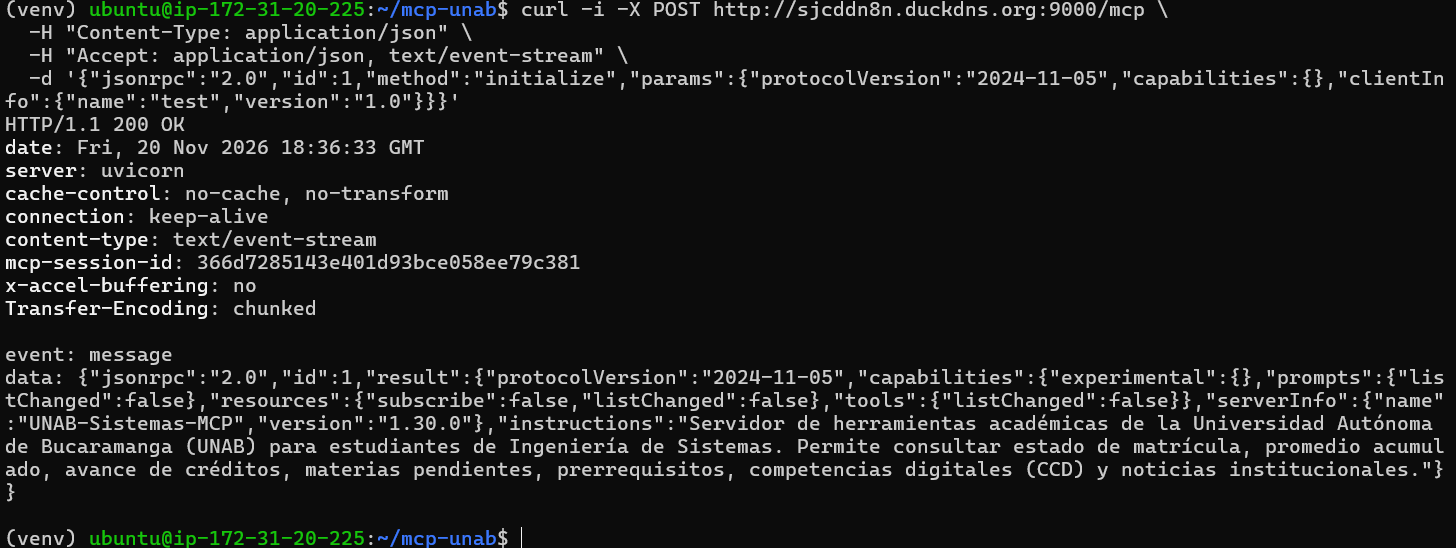 (venv) ubuntu@ip-172-31-20-225:~/mcp-unab$ curl -i -X POST http://sjcddn8n.duckdns.org:9000/mcp \
  -H "Content-Type: application/json" \
  -H "Accept: application/json, text/event-stream" \
  -d '{"jsonrpc":"2.0","id":1,"method":"initialize","params":{"protocolVersion":"2024-11-05","capabilities":{},"clientIn
fo":{"name":"test","version":"1.0"}}}'
HTTP/1.1 200 OK
date: Fri, 20 Nov 2026 18:36:33 GMT
server: uvicorn
cache-control: no-cache, no-transform
connection: keep-alive
content-type: text/event-stream
mcp-session-id: 366d7285143e401d93bce058ee79c381
x-accel-buffering: no
Transfer-Encoding: chunked

event: message
data: {"jsonrpc":"2.0","id":1,"result":{"protocolVersion":"2024-11-05","capabilities":{"experimental":{},"prompts":{"lis
tChanged":false},"resources":{"subscribe":false,"listChanged":false},"tools":{"listChanged":false}},"serverInfo":{"name"
:"UNAB-Sistemas-MCP","version":"1.30.0"},"instructions":"Servidor de herramientas académicas de la Universidad Autónoma
de Bucaramanga (UNAB) para estudiantes de Ingeniería de Sistemas. Permite consultar estado de matrícula, promedio acumul
ado, avance de créditos, materias pendientes, prerrequisitos, competencias digitales (CCD) y noticias institucionales."}
}

(venv) ubuntu@ip-172-31-20-225:~/mcp-unab$